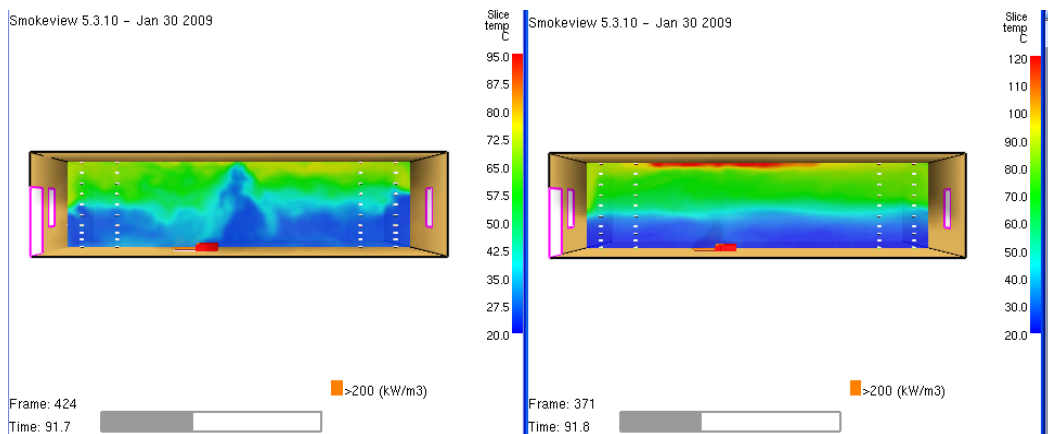 Smokeview 5.3.10 - Jan 30 2009
Slice
temp
C
95.0
87.5
80.0
72.5
65.0
57.5
50.0
42.5
35.0
27.5
20.0
>200 (kW/m3)
Frame: 424
Time: 91.7
Smokeview 5.3.10 - Jan 30 2009
Slice
temp
C
120
110
100
90.0
80.0
70.0
60.0
50.0
40.0
30.0
20.0
>200 (kW/m3)
Frame: 371
Time: 91.8